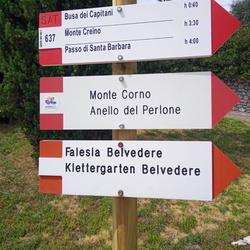 Busa dei Capitani h 0:40
SAT
637
Monte Creino h 3:30
Passo di Santa Barbara h 4:00
Monte Corno
Anello del Perlone
Falesia Belvedere
Klettergarten Belvedere